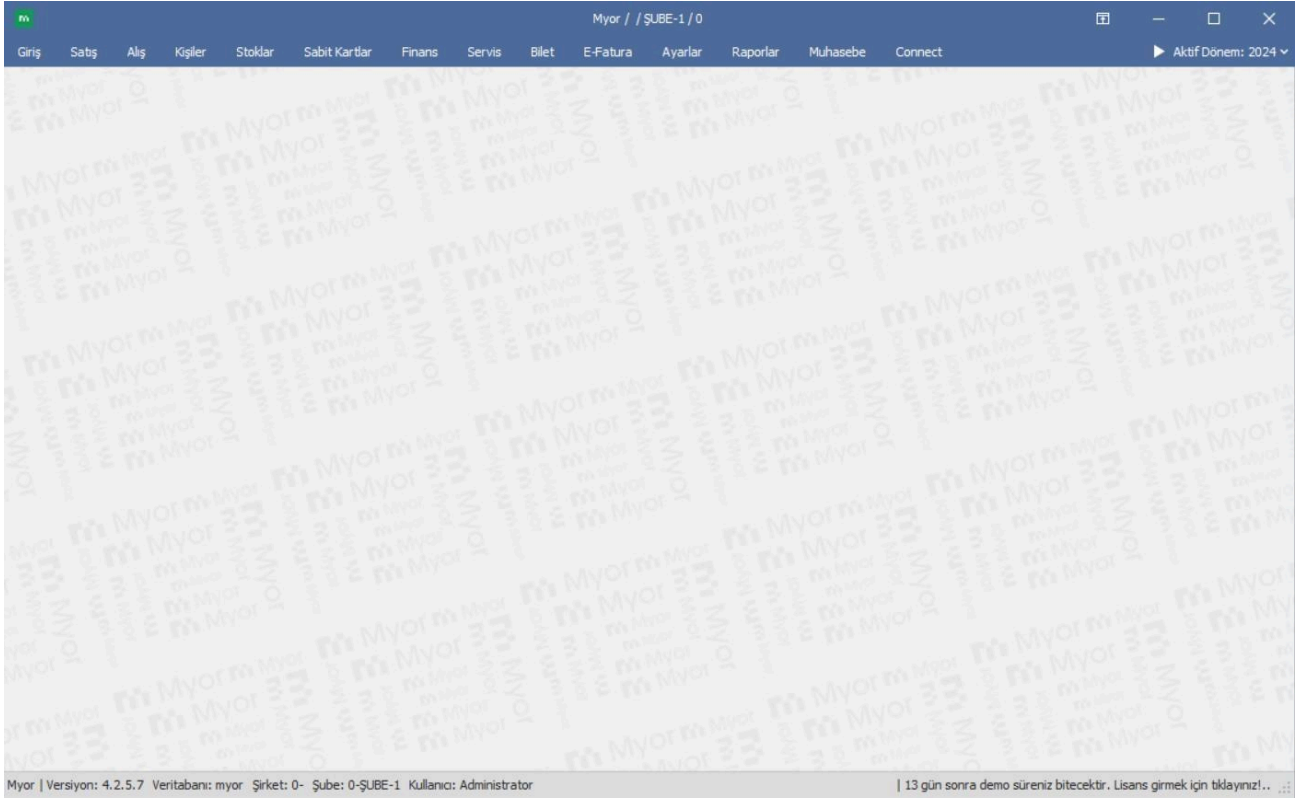 Myor / / ŞUBE-1 / 0
Giriş Satış Alış Kişiler Stoklar Sabit Kartlar Finans Servis Bilet E-Fatura Ayarlar Raporlar Muhasebe Connect Aktif Dönem: 2024
Myor | Versiyon: 4.2.5.7 Veritabanı: myor Şirket: 0- Şube: 0-ŞUBE-1 Kullanıcı: Administrator | 13 gün sonra demo süreniz bitecektir. Lisans girmek için tıklayınız!..